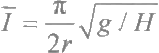 Ī = π / 2r √g / H